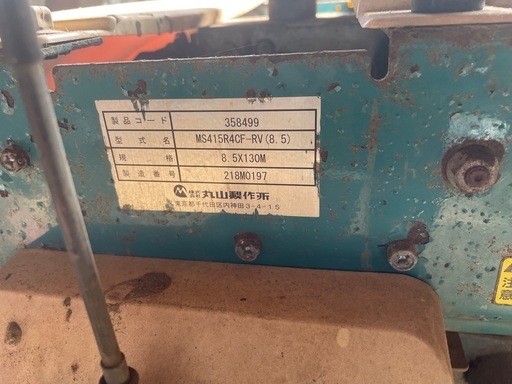 製品コード 358499
型式名 MS415R4CF-RV(8.5)
規格 8.5X130M
製造番号 218M0197
株式会社 丸山製作所
東京都千代田区内神田3-4-15
注意